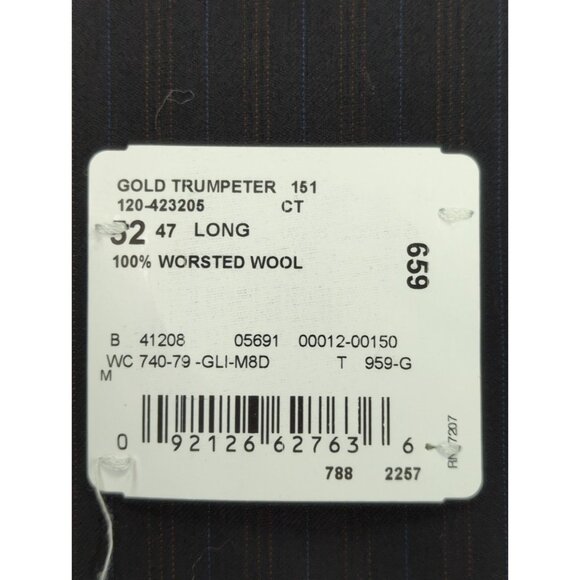 GOLD TRUMPETER 151
120-423205 CT
52 47 LONG
100% WORSTED WOOL
659
B 41208 05691 00012-00150
WC 740-79 -GLI-M8D T 959-G
M
0 92126 62763 6
788 2257
7207